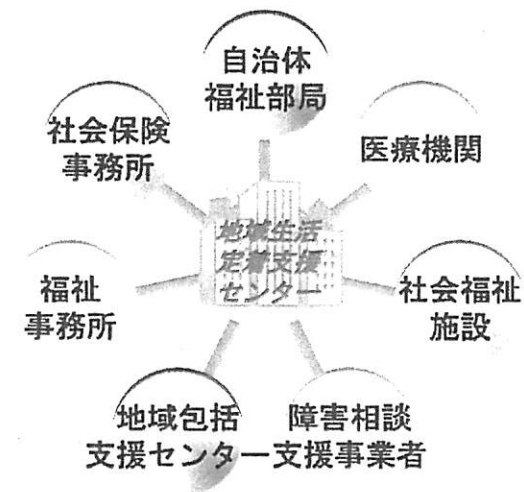 自治体
福祉部局
社会保険
事務所
医療機関
地域生活
定着支援
センター
福祉
事務所
社会福祉
施設
地域包括
支援センター
障害相談
支援事業者